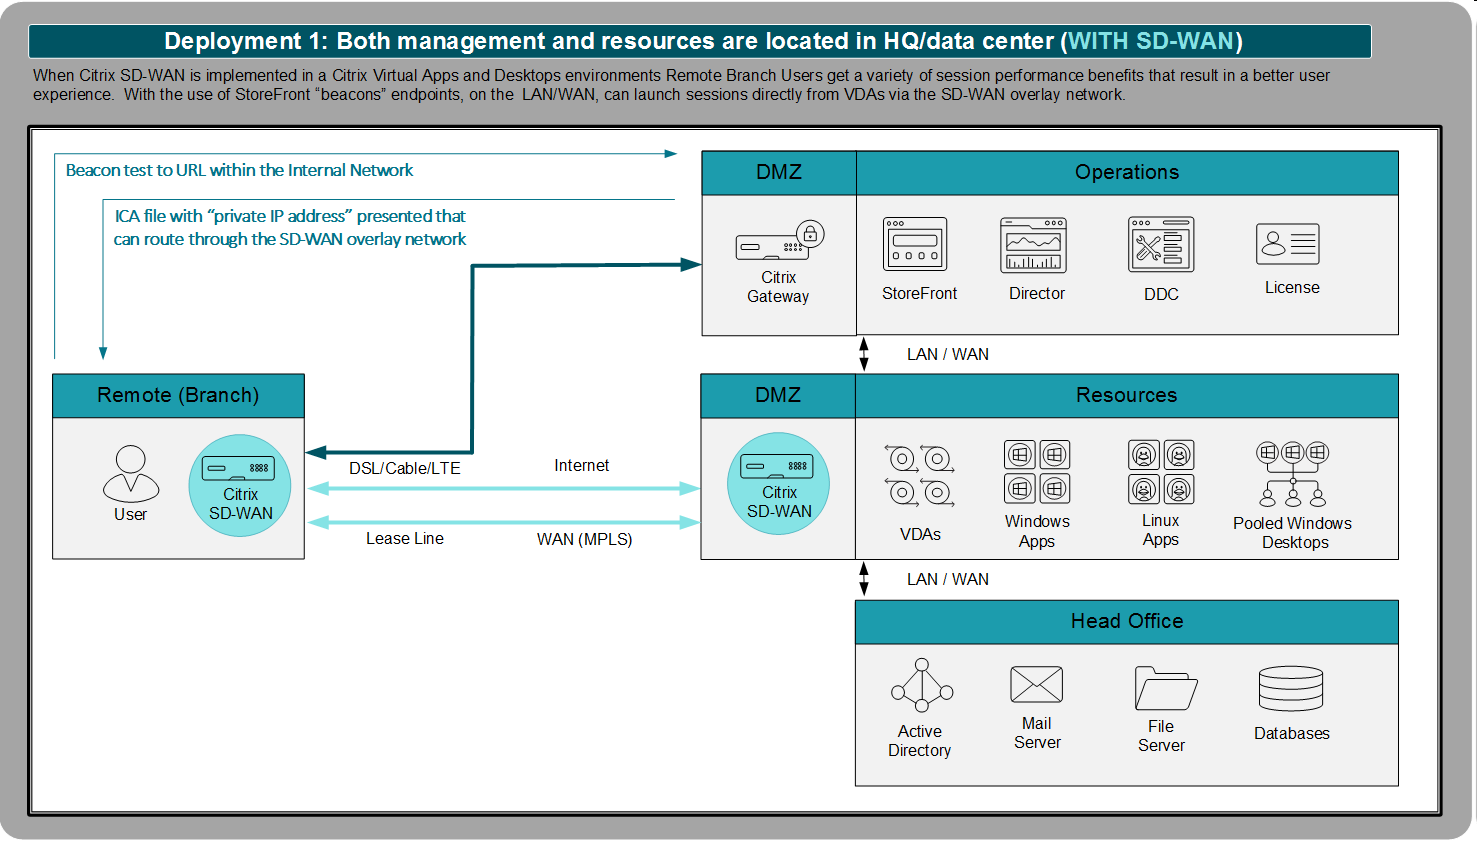 Deployment 1: Both management and resources are located in HQ/data center (WITH SD-WAN)
When Citrix SD-WAN is implemented in a Citrix Virtual Apps and Desktops environments Remote Branch Users get a variety of session performance benefits that result in a better user
experience.  With the use of StoreFront “beacons” endpoints, on the  LAN/WAN, can launch sessions directly from VDAs via the SD-WAN overlay network.
Beacon test to URL within the Internal Network
ICA file with “private IP address” presented that
can route through the SD-WAN overlay network
DMZ
Operations
Citrix
Gateway
StoreFront
Director
DDC
License
LAN / WAN
Remote (Branch)
User
Citrix
SD-WAN
DSL/Cable/LTE
Internet
Lease Line
WAN (MPLS)
DMZ
Resources
Citrix
SD-WAN
VDAs
Windows
Apps
Linux
Apps
Pooled Windows
Desktops
LAN / WAN
Head Office
Active
Directory
Mail
Server
File
Server
Databases